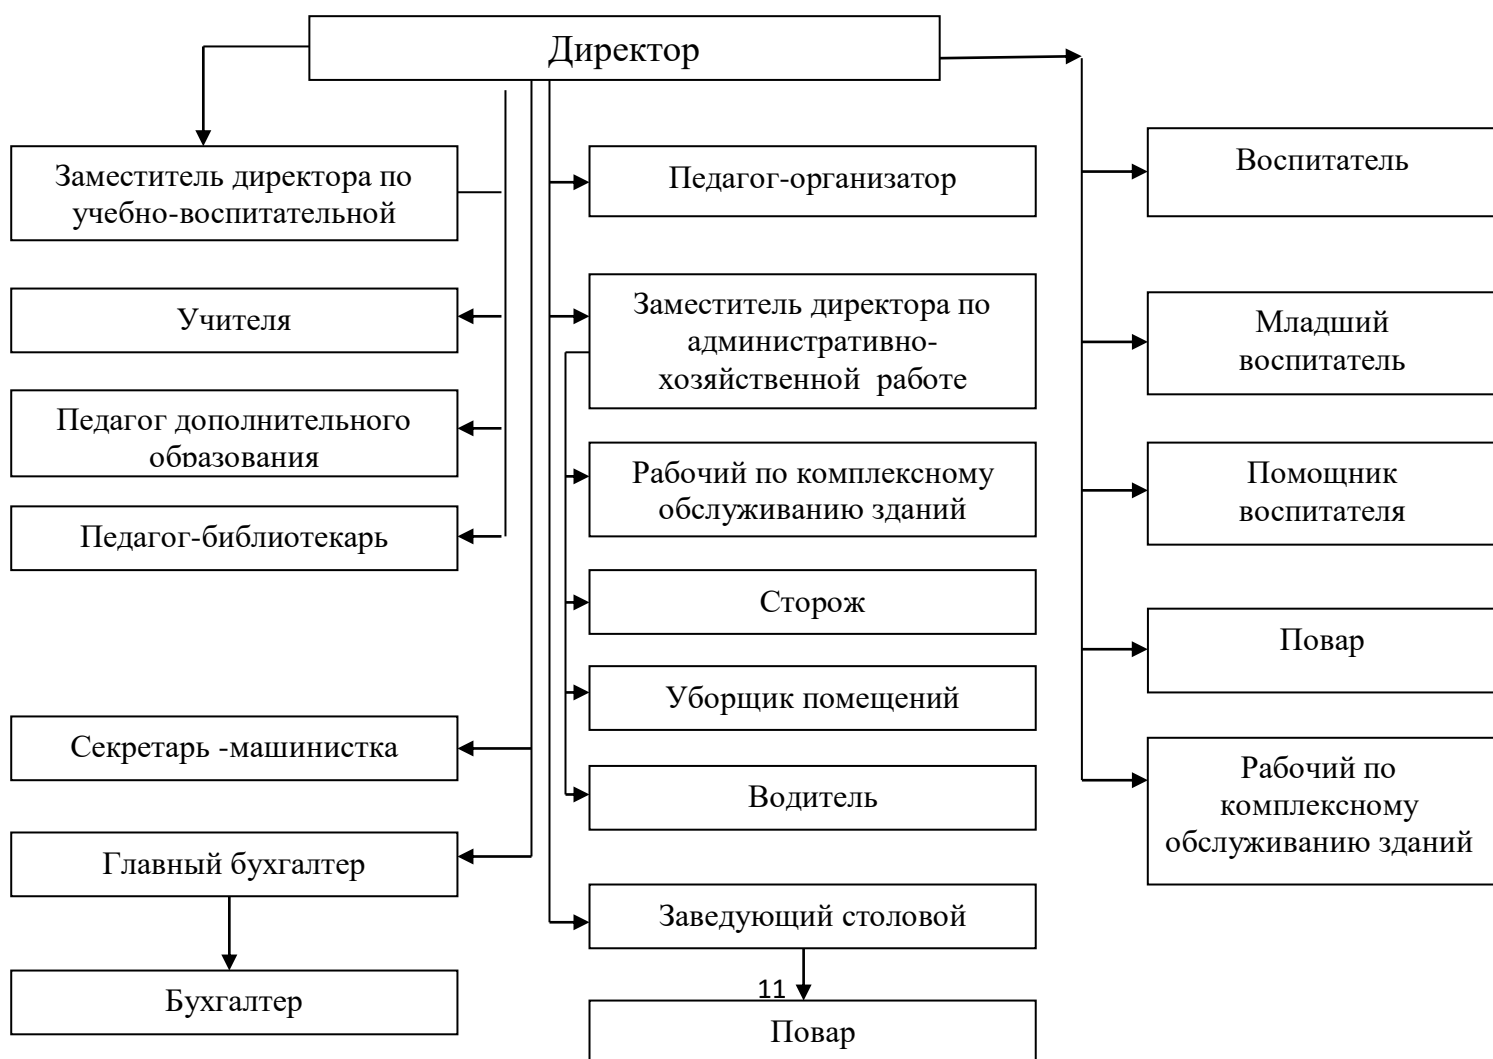 Директор
Заместитель директора по
учебно-воспитательной
Учителя
Педагог дополнительного
образования
Педагог-библиотекарь
Секретарь -машинистка
Главный бухгалтер
Бухгалтер
Педагог-организатор
Заместитель директора по
административно-
хозяйственной  работе
Рабочий по комплексному
обслуживанию зданий
Сторож
Уборщик помещений
Водитель
Заведующий столовой
11
Повар
Воспитатель
Младший
воспитатель
Помощник
воспитателя
Повар
Рабочий по
комплексному
обслуживанию зданий